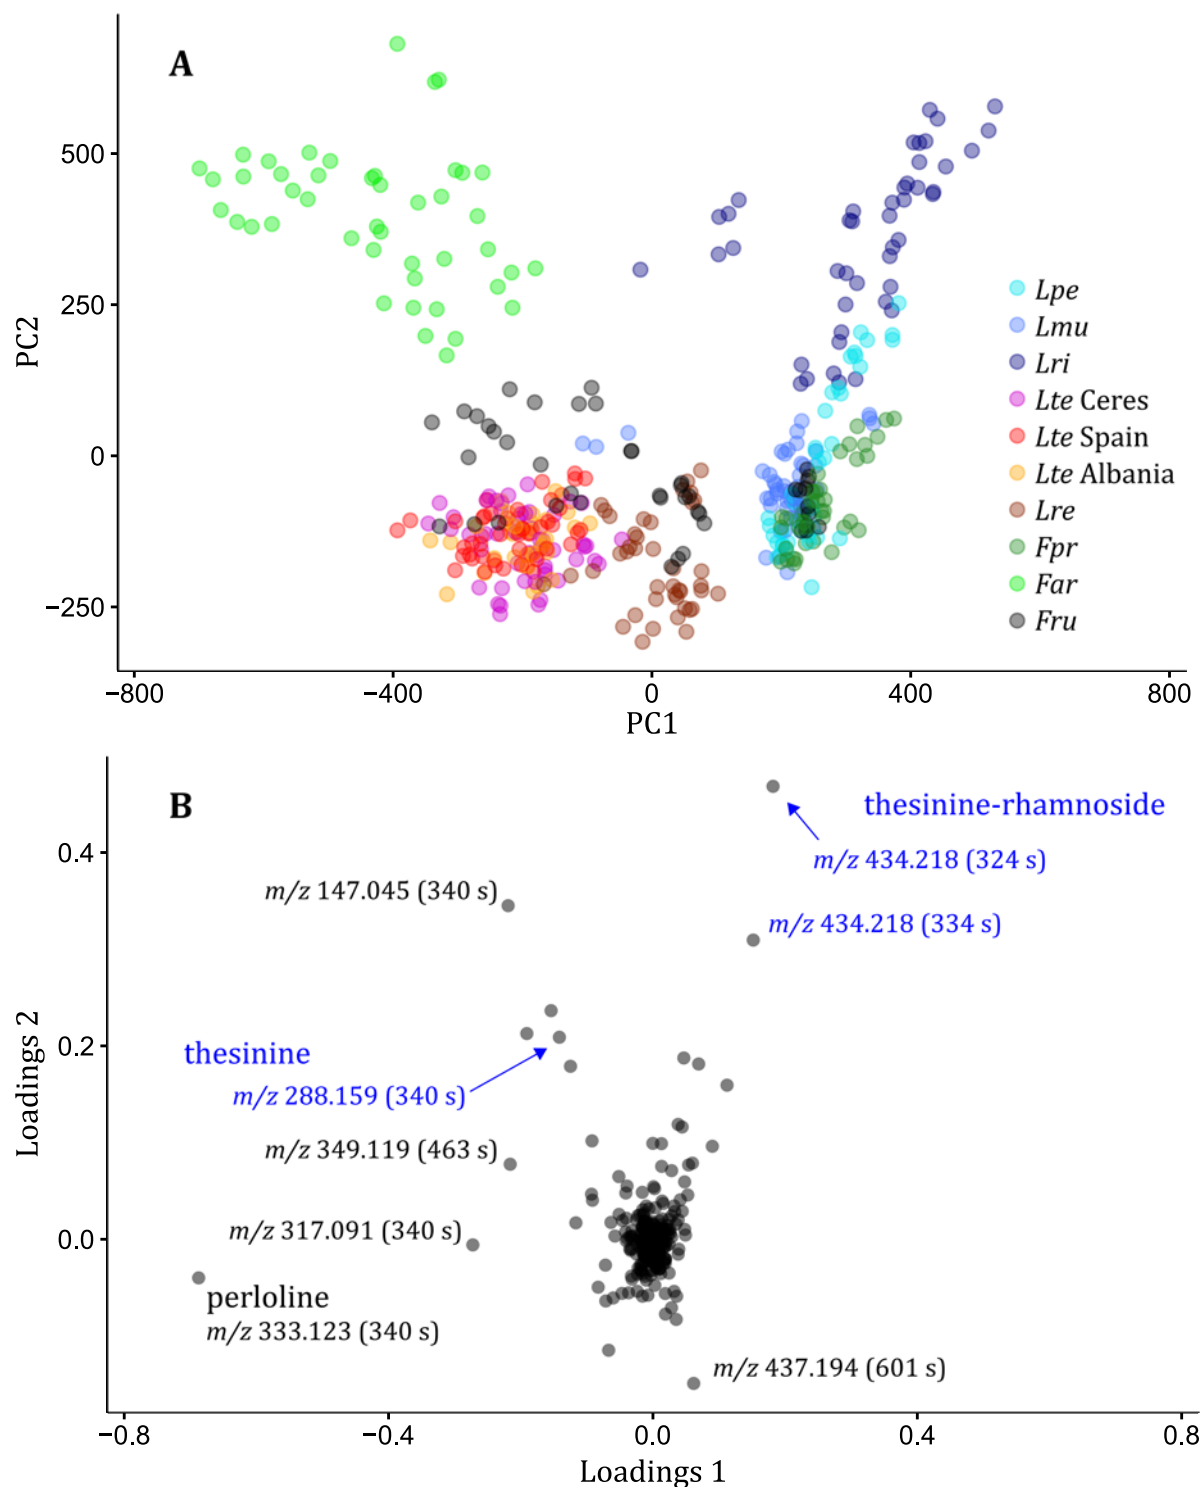 A
500
250
0
−250
PC2
−800
−400
0
400
800
PC1
Lpe
Lmu
Lri
Lte Ceres
Lte Spain
Lte Albania
Lre
Fpr
Far
Fru
B
thesinine-rhamnoside
m/z 434.218 (324 s)
m/z 147.045 (340 s)
m/z 434.218 (334 s)
thesinine
m/z 288.159 (340 s)
m/z 349.119 (463 s)
m/z 317.091 (340 s)
perloline
m/z 333.123 (340 s)
m/z 437.194 (601 s)
0.4
0.2
0.0
Loadings 2
−0.8
−0.4
0.0
0.4
0.8
Loadings 1